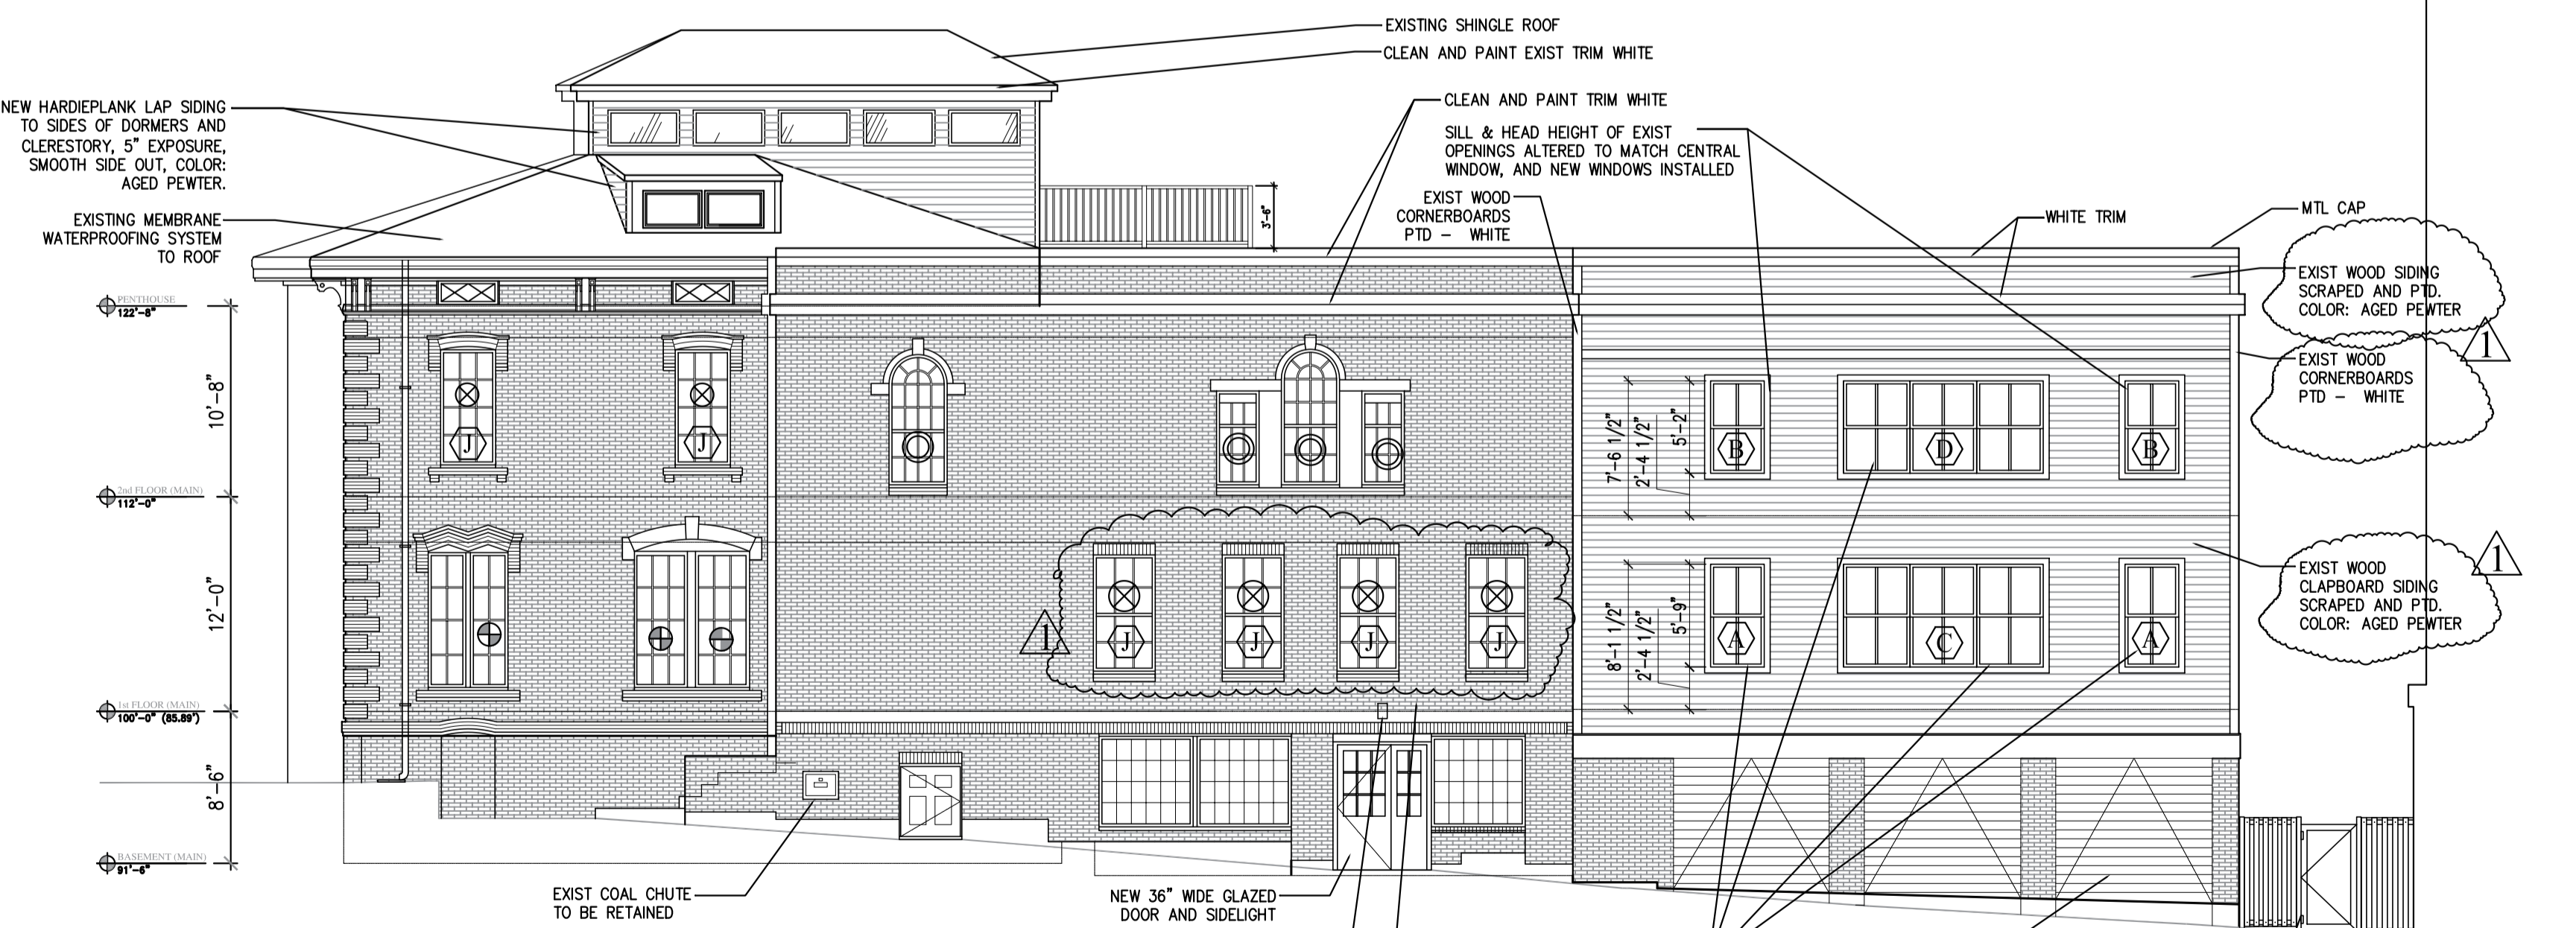 EXISTING SHINGLE ROOF
CLEAN AND PAINT EXIST TRIM WHITE
NEW HARDIEPLANK LAP SIDING
TO SIDES OF DORMERS AND
CLERESTORY, 5" EXPOSURE,
SMOOTH SIDE OUT, COLOR:
AGED PEWTER.
EXISTING MEMBRANE
WATERPROOFING SYSTEM
TO ROOF
CLEAN AND PAINT TRIM WHITE
SILL & HEAD HEIGHT OF EXIST
OPENINGS ALTERED TO MATCH CENTRAL
WINDOW, AND NEW WINDOWS INSTALLED
EXIST WOOD
CORNERBOARDS
PTD - WHITE
3'-6"
WHITE TRIM
MTL CAP
EXIST WOOD SIDING
SCRAPED AND PTD.
COLOR: AGED PEWTER
1
EXIST WOOD
CORNERBOARDS
PTD - WHITE
PENTHOUSE
122'-8"
10'-8"
2nd FLOOR (MAIN)
112'-0"
12'-0"
1st FLOOR (MAIN)
100'-0" (85.89')
8'-6"
BASEMENT (MAIN)
91'-6"
J
J
7'-6 1/2"
2'-4 1/2"
5'-2"
B
D
B
1
J
J
J
J
8'-1 1/2"
2'-4 1/2"
5'-9"
A
C
A
1
EXIST WOOD
CLAPBOARD SIDING
SCRAPED AND PTD.
COLOR: AGED PEWTER
EXIST COAL CHUTE
TO BE RETAINED
NEW 36" WIDE GLAZED
DOOR AND SIDELIGHT